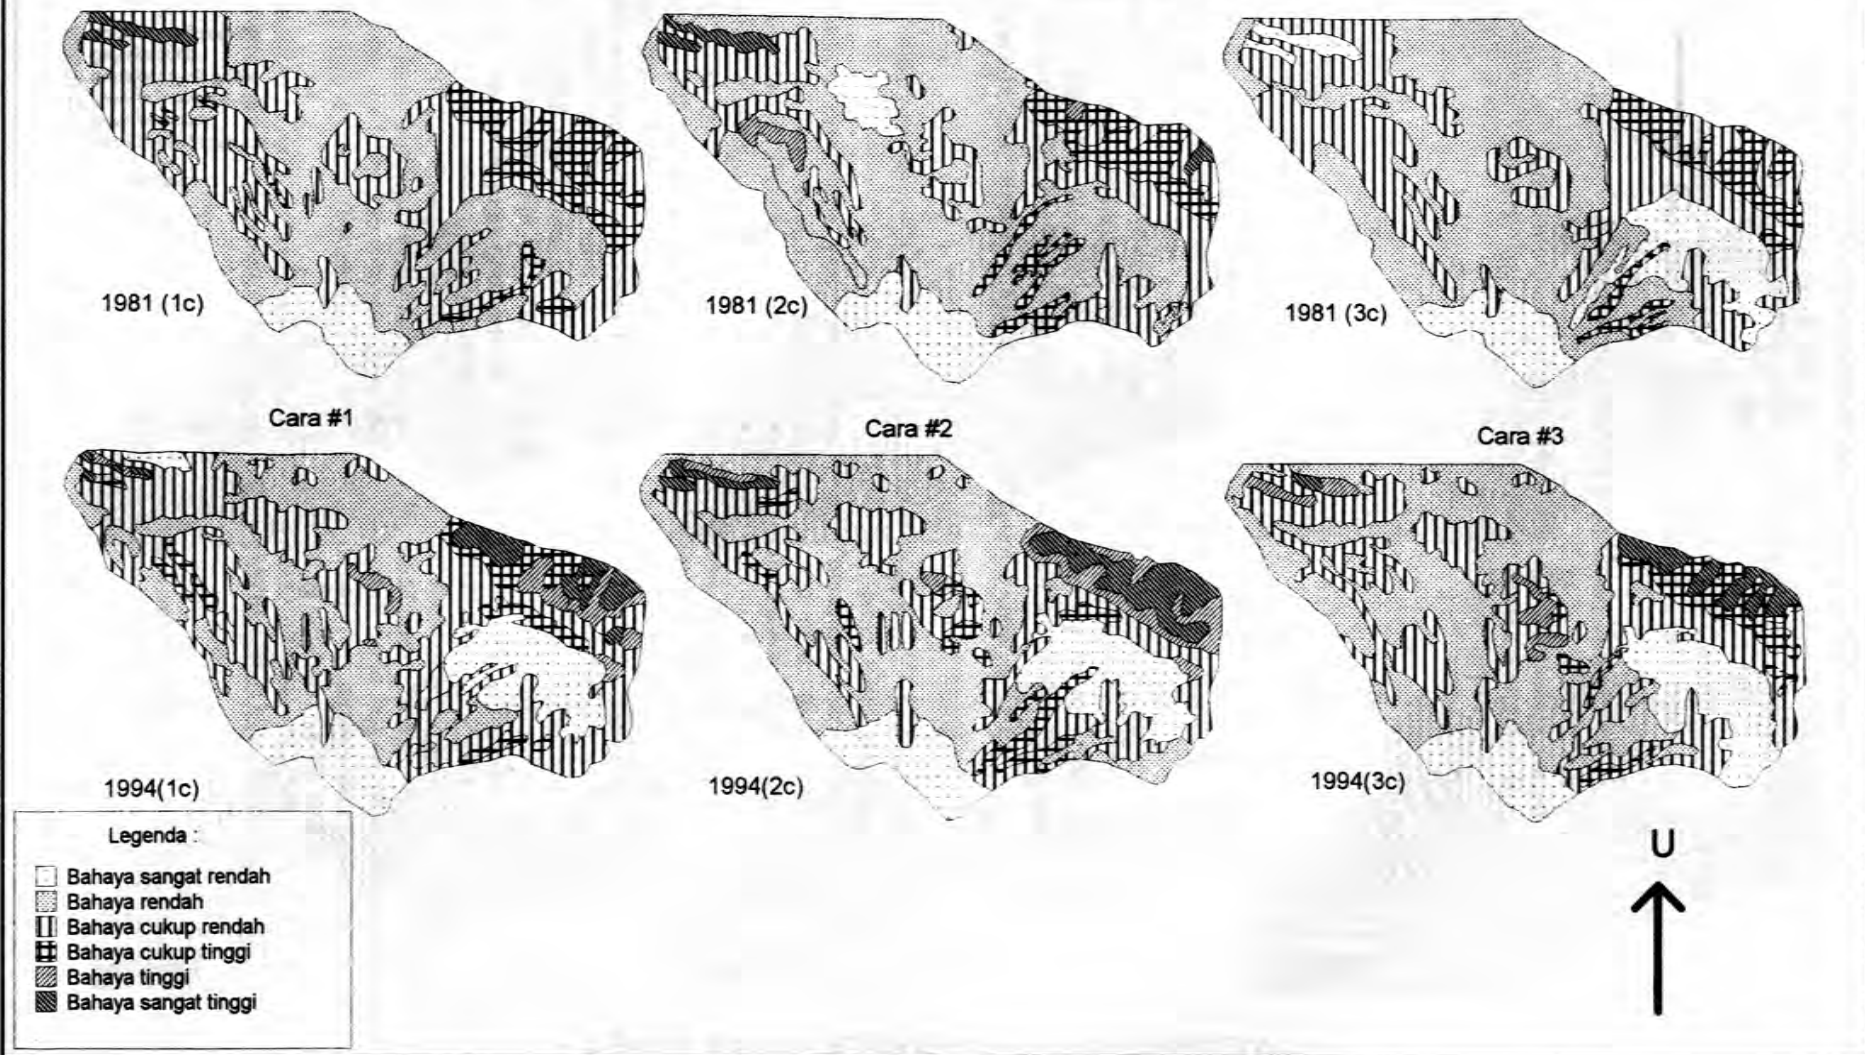 1981 (1c)
1981 (2c)
1981 (3c)
Cara #1
Cara #2
Cara #3
1994(1c)
1994(2c)
1994(3c)
Legenda :
Bahaya sangat rendah
Bahaya rendah
Bahaya cukup rendah
Bahaya cukup tinggi
Bahaya tinggi
Bahaya sangat tinggi
U